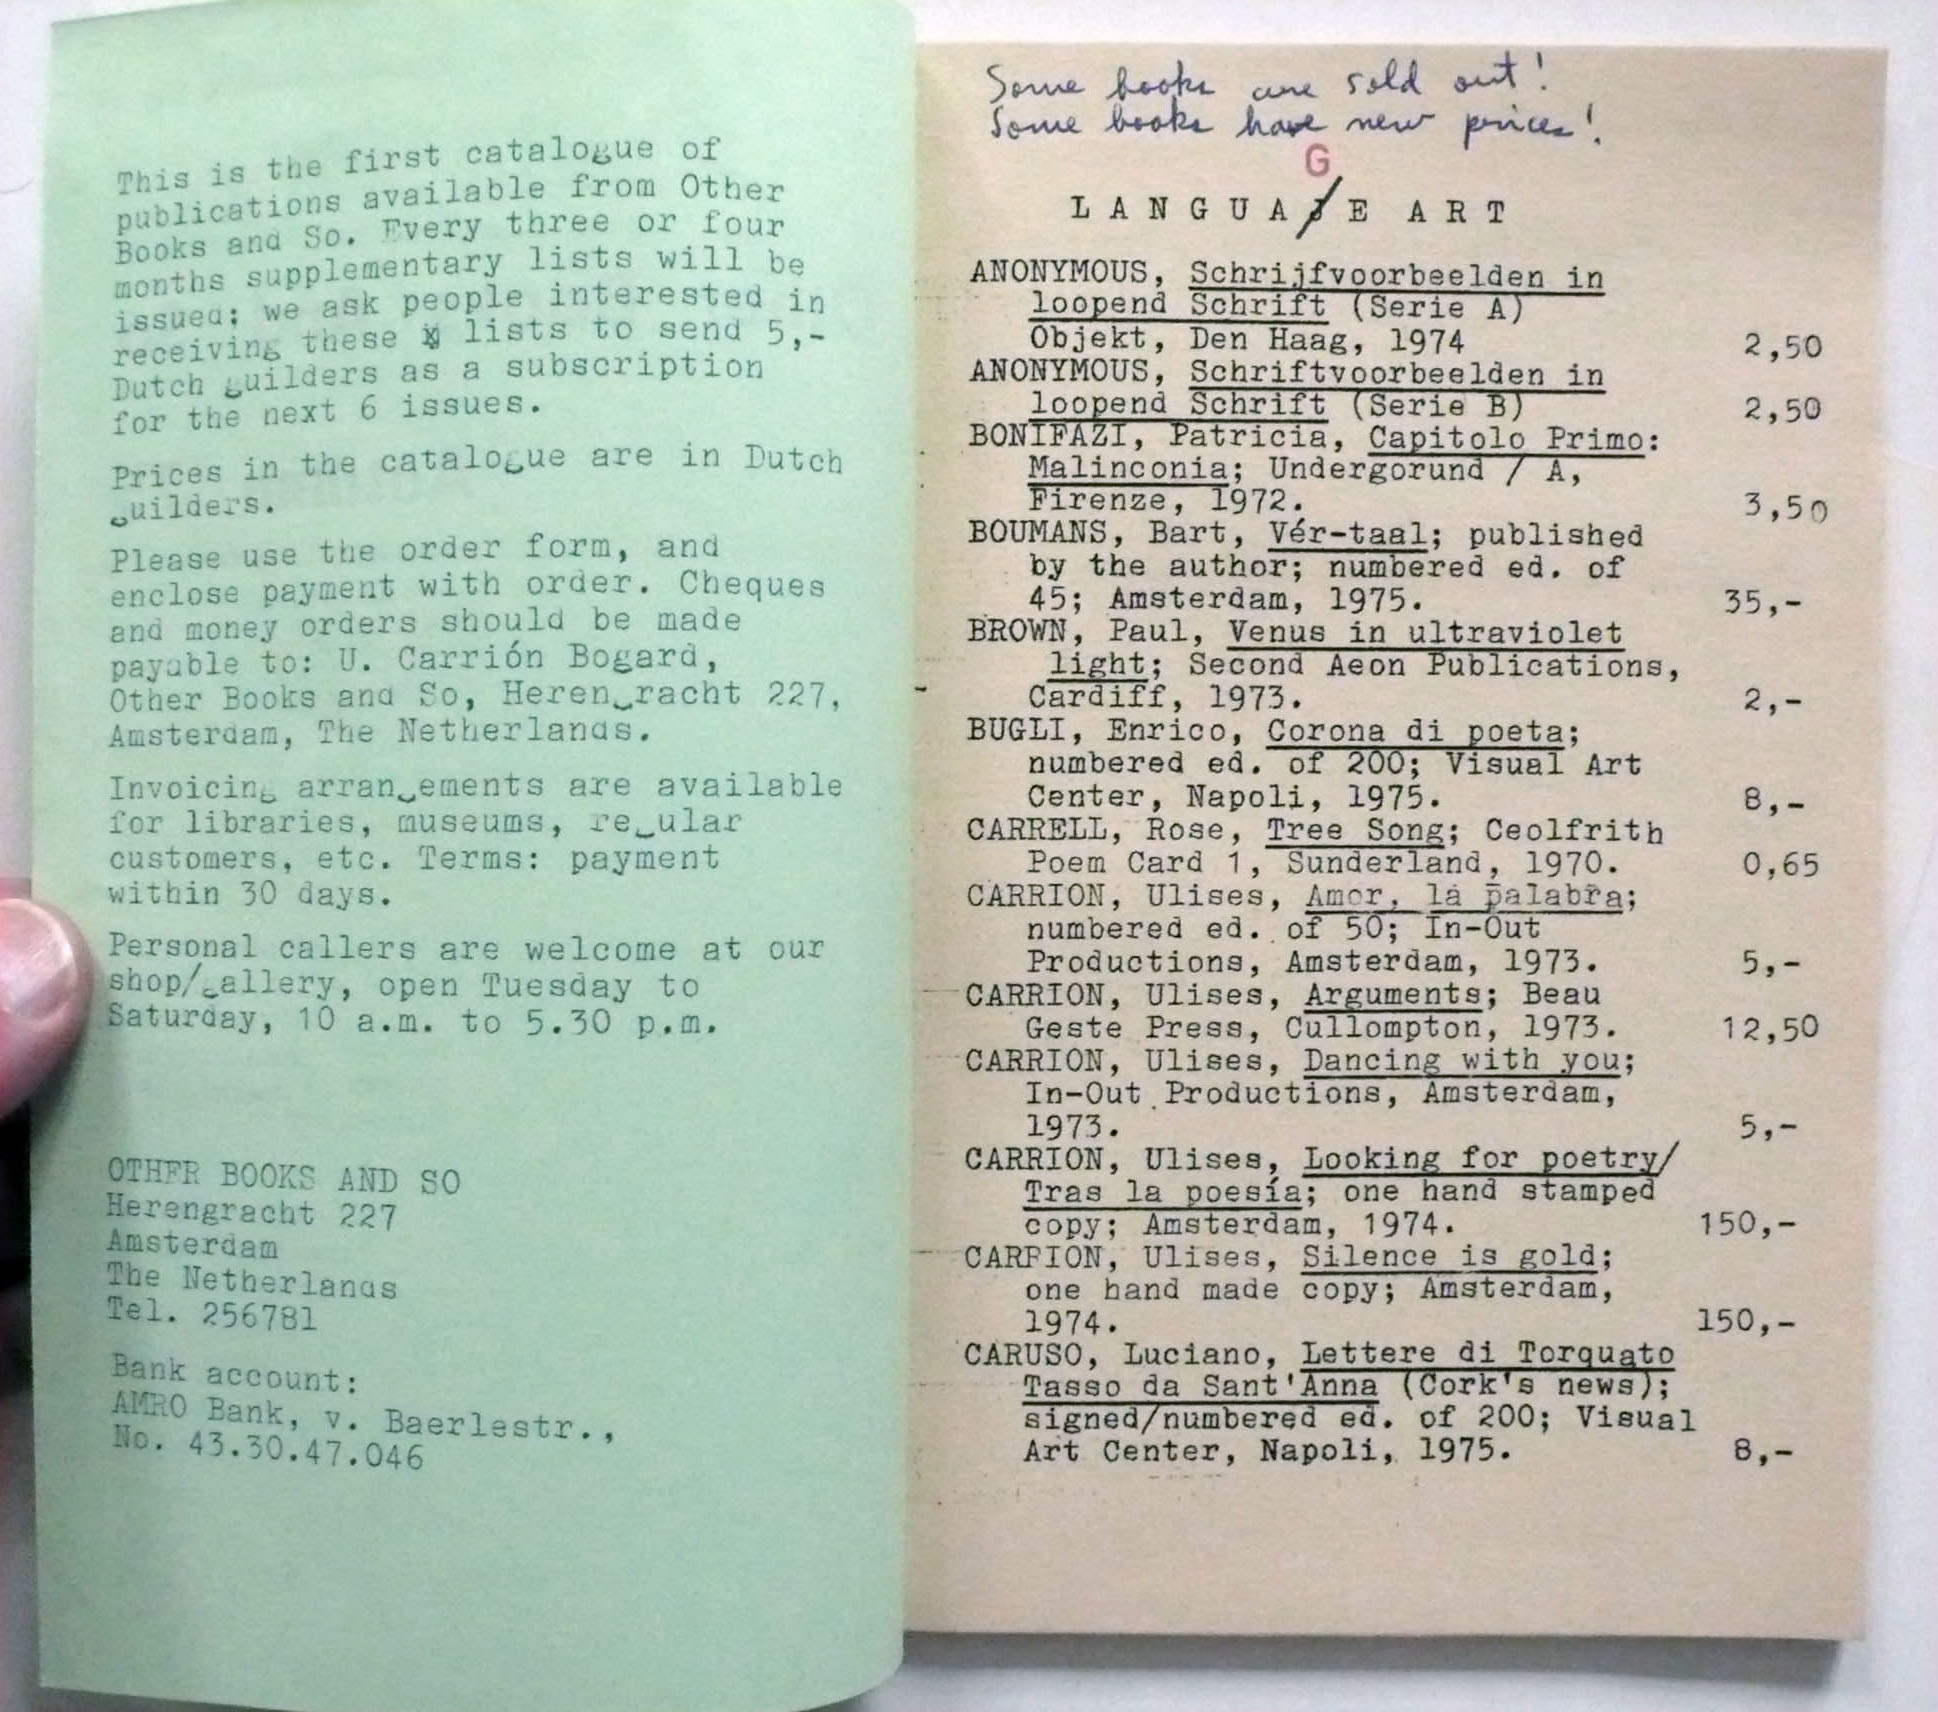 This is the first catalogue of
publications available from Other
Books and So. Every three or four
months supplementary lists will be
issued; we ask people interested in
receiving these lists to send 5,-
Dutch guilders as a subscription
for the next 6 issues.
Prices in the catalogue are in Dutch
guilders.
Please use the order form, and
enclose payment with order. Cheques
and money orders should be made
payable to: U. Carrión Bogard,
Other Books and So, Herengracht 227,
Amsterdam, The Netherlands.
Invoicing arrangements are available
for libraries, museums, regular
customers, etc. Terms: payment
within 30 days.
Personal callers are welcome at our
shop/gallery, open Tuesday to
Saturday, 10 a.m. to 5.30 p.m.
OTHER BOOKS AND SO
Herengracht 227
Amsterdam
The Netherlands
Tel. 256781
Bank account:
AMRO Bank, v. Baerlestr.,
No. 43.30.47.046
Some books are sold out!
Some books have new prices!
G
LANGUAJE ART
ANONYMOUS, Schrijfvoorbeelden in
loopend Schrift (Serie A)
Objekt, Den Haag, 1974 2,50
ANONYMOUS, Schriftvoorbeelden in
loopend Schrift (Serie B) 2,50
BONIFAZI, Patricia, Capitolo Primo:
Malinconia; Undergorund / A,
Firenze, 1972. 3,50
BOUMANS, Bart, Vér-taal; published
by the author; numbered ed. of
45; Amsterdam, 1975. 35,-
BROWN, Paul, Venus in ultraviolet
light; Second Aeon Publications,
Cardiff, 1973. 2,-
BUGLI, Enrico, Corona di poeta;
numbered ed. of 200; Visual Art
Center, Napoli, 1975. 8,-
CARRELL, Rose, Tree Song; Ceolfrith
Poem Card 1, Sunderland, 1970. 0,65
CARRION, Ulises, Amor, la palabra;
numbered ed. of 50; In-Out
Productions, Amsterdam, 1973. 5,-
CARRION, Ulises, Arguments; Beau
Geste Press, Cullompton, 1973. 12,50
CARRION, Ulises, Dancing with you;
In-Out Productions, Amsterdam,
1973. 5,-
CARRION, Ulises, Looking for poetry/
Tras la poesía; one hand stamped
copy; Amsterdam, 1974. 150,-
CARRION, Ulises, Silence is gold;
one hand made copy; Amsterdam,
1974. 150,-
CARUSO, Luciano, Lettere di Torquato
Tasso da Sant'Anna (Cork's news);
signed/numbered ed. of 200; Visual
Art Center, Napoli, 1975. 8,-